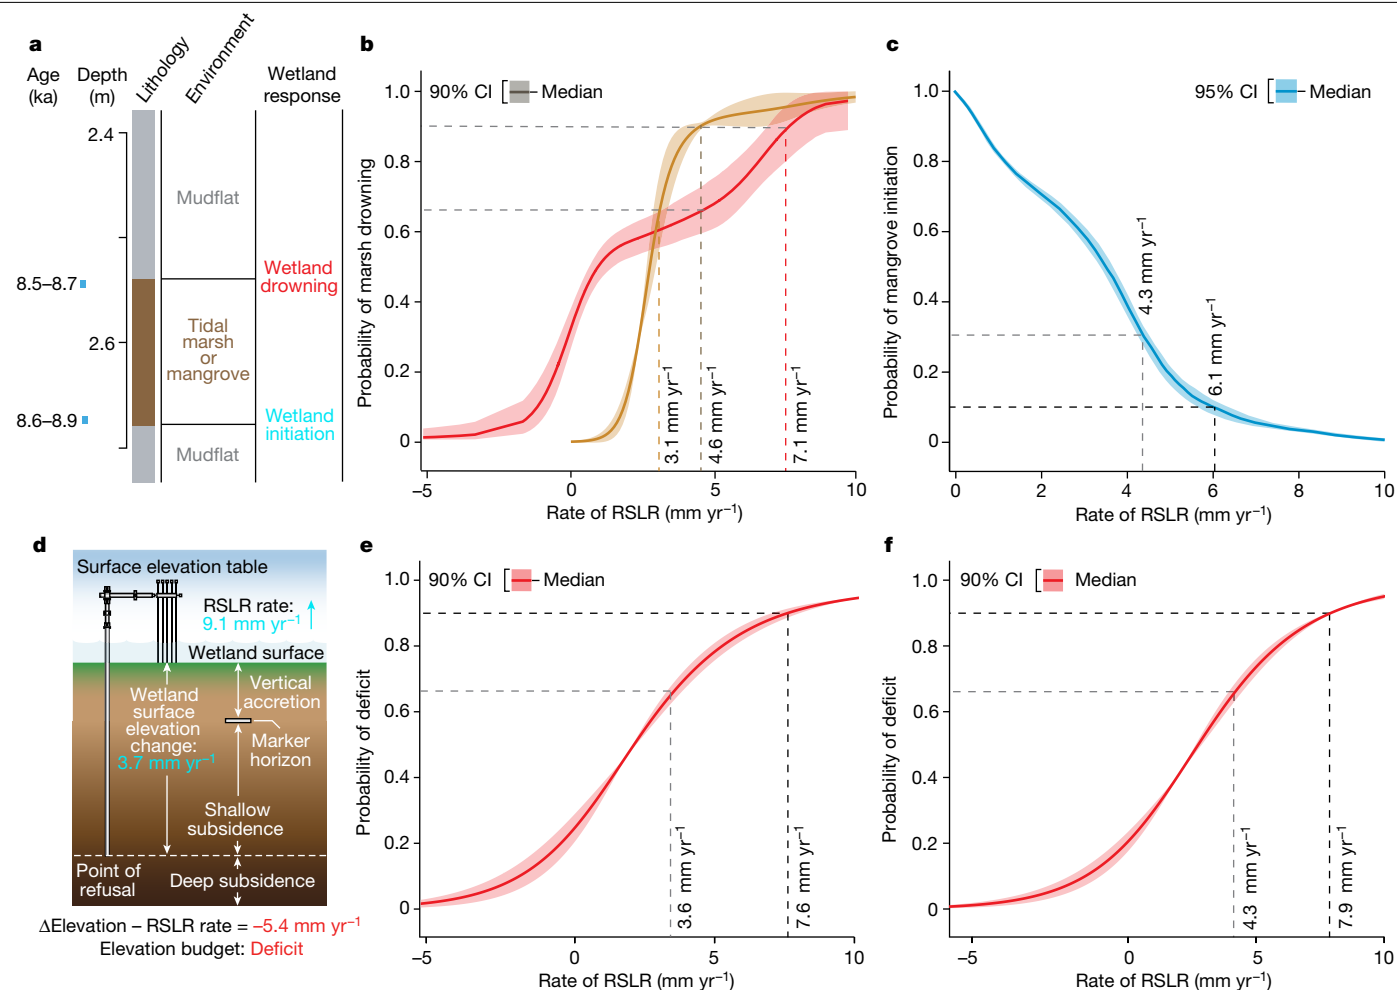 a
Age
(ka)
Depth
(m)
Lithology
Environment
Wetland
response
2.4
Mudflat
8.5–8.7
Wetland
drowning
Tidal
marsh
or
mangrove
2.6
8.6–8.9
Wetland
initiation
Mudflat
b
90% CI
Median
Probability of marsh drowning
1.0
0.8
0.6
0.4
0.2
0
3.1 mm yr⁻¹
4.6 mm yr⁻¹
7.1 mm yr⁻¹
–5
0
5
10
Rate of RSLR (mm yr⁻¹)
c
95% CI
Median
Probability of mangrove initiation
1.0
0.8
0.6
0.4
0.2
0
4.3 mm yr⁻¹
6.1 mm yr⁻¹
0
2
4
6
8
10
Rate of RSLR (mm yr⁻¹)
d
Surface elevation table
RSLR rate:
9.1 mm yr⁻¹
Wetland surface
Wetland
surface
elevation
change:
3.7 mm yr⁻¹
Vertical
accretion
Marker
horizon
Shallow
subsidence
Point of
refusal
Deep subsidence
ΔElevation – RSLR rate = –5.4 mm yr⁻¹
Elevation budget: Deficit
e
90% CI
Median
Probability of deficit
1.0
0.8
0.6
0.4
0.2
0
3.6 mm yr⁻¹
7.6 mm yr⁻¹
–5
0
5
10
Rate of RSLR (mm yr⁻¹)
f
90% CI
Median
Probability of deficit
1.0
0.8
0.6
0.4
0.2
0
4.3 mm yr⁻¹
7.9 mm yr⁻¹
–5
0
5
10
Rate of RSLR (mm yr⁻¹)